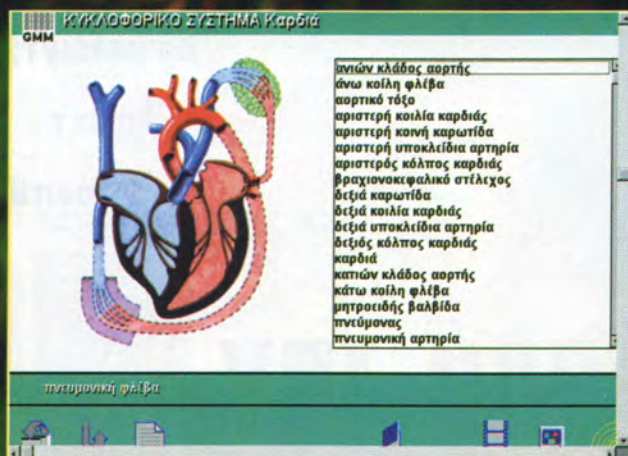 ΚΥΚΛΟΦΟΡΙΚΟ ΣΥΣΤΗΜΑ Καρδιά
GMM
ανιών κλάδος αορτής
άνω κοίλη φλέβα
αορτικό τόξο
αριστερή κοιλία καρδιάς
αριστερή κοινή καρωτίδα
αριστερή υποκλείδια αρτηρία
αριστερός κόλπος καρδιάς
βραχιονοκεφαλικό στέλεχος
δεξιά καρωτίδα
δεξιά κοιλία καρδιάς
δεξιά υποκλείδια αρτηρία
δεξιός κόλπος καρδιάς
καρδιά
κατιών κλάδος αορτής
κάτω κοίλη φλέβα
μητροειδής βαλβίδα
πνεύμονας
πνευμονική αρτηρία
πνευμονική φλέβα